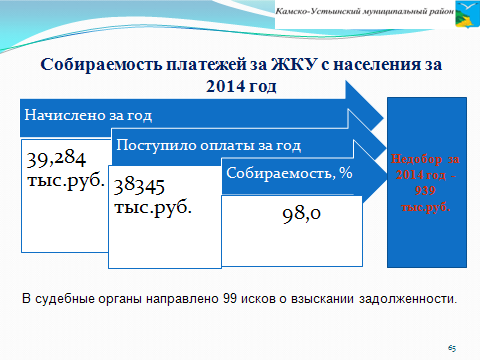 Камско-Устьинский муниципальный район
Собираемость платежей за ЖКУ с населения за
2014 год
Начислено за год
39,284
тыс.руб.
Поступило оплаты за год
38345
тыс.руб.
Собираемость, %
98,0
Недобор за
2014 год -
939
тыс.руб.
В судебные органы направлено 99 исков о взыскании задолженности.
65